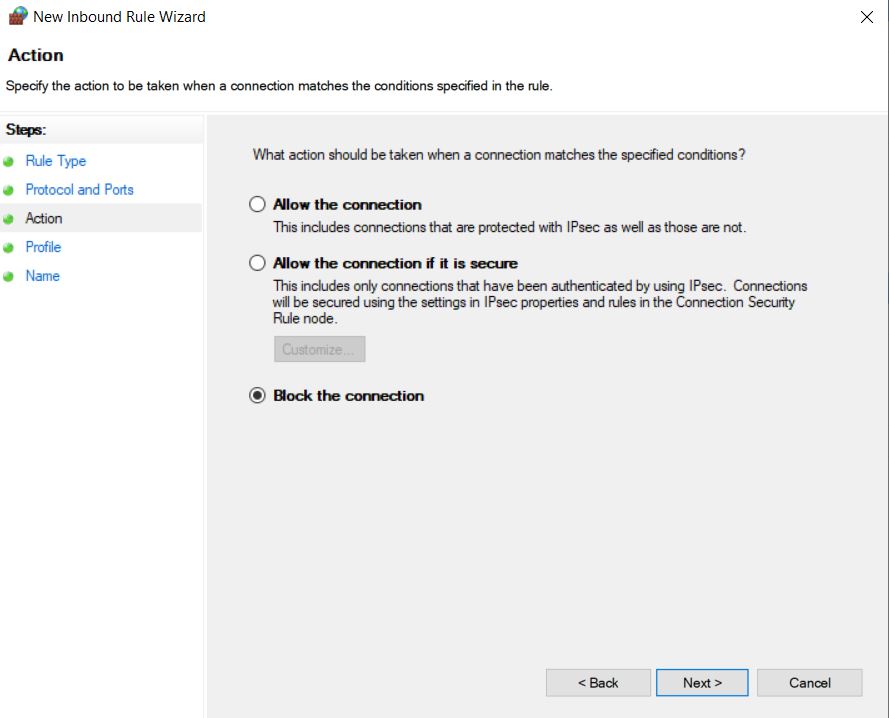 New Inbound Rule Wizard
Action
Specify the action to be taken when a connection matches the conditions specified in the rule.
Steps:
Rule Type
Protocol and Ports
Action
Profile
Name
What action should be taken when a connection matches the specified conditions?
Allow the connection
This includes connections that are protected with IPsec as well as those are not.
Allow the connection if it is secure
This includes only connections that have been authenticated by using IPsec. Connections
will be secured using the settings in IPsec properties and rules in the Connection Security
Rule node.
Customize...
Block the connection
< Back
Next >
Cancel